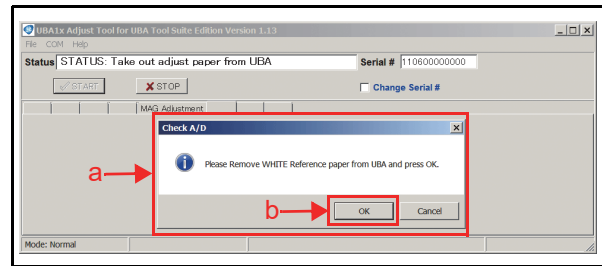 UBA1x Adjust Tool for UBA Tool Suite Edition Version 1.13
File COM Help
Status STATUS: Take out adjust paper from UBA Serial # 110600000000
START STOP Change Serial #
MAG Adjustment
Check A/D
Please Remove WHITE Reference paper from UBA and press OK.
a
b
OK Cancel
Mode: Normal